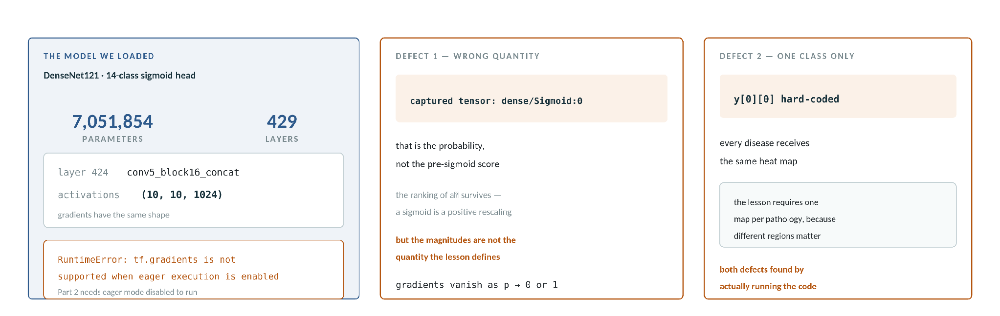 THE MODEL WE LOADED
DenseNet121 · 14-class sigmoid head
7,051,854
PARAMETERS
429
LAYERS
layer 424 conv5_block16_concat
activations (10, 10, 1024)
gradients have the same shape
RuntimeError: tf.gradients is not
supported when eager execution is enabled
Part 2 needs eager mode disabled to run
DEFECT 1 — WRONG QUANTITY
captured tensor: dense/Sigmoid:0
that is the probability,
not the pre-sigmoid score
the ranking of survives —
a sigmoid is a positive rescaling
but the magnitudes are not the
quantity the lesson defines
gradients vanish as p → 0 or 1
DEFECT 2 — ONE CLASS ONLY
y[0][0] hard-coded
every disease receives
the same heat map
the lesson requires one
map per pathology, because
different regions matter
both defects found by
actually running the code